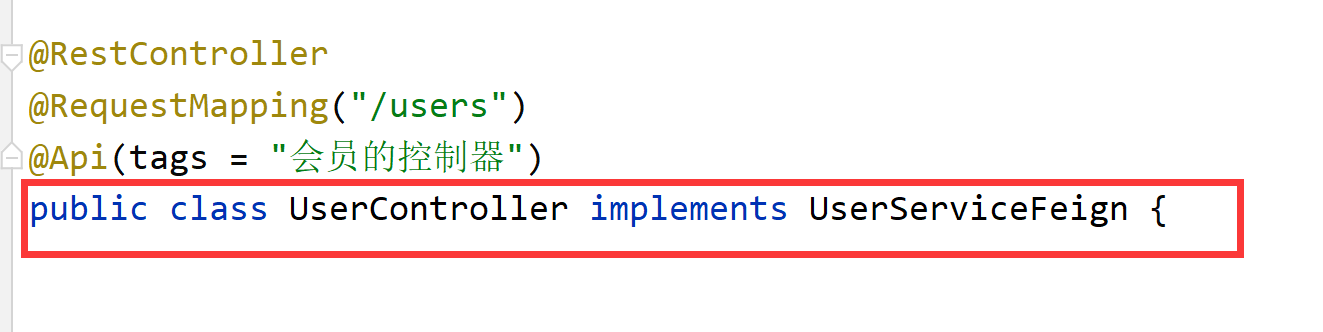 @RestController
@RequestMapping("/users")
@Api(tags = "会员的控制器")
public class UserController implements UserServiceFeign {